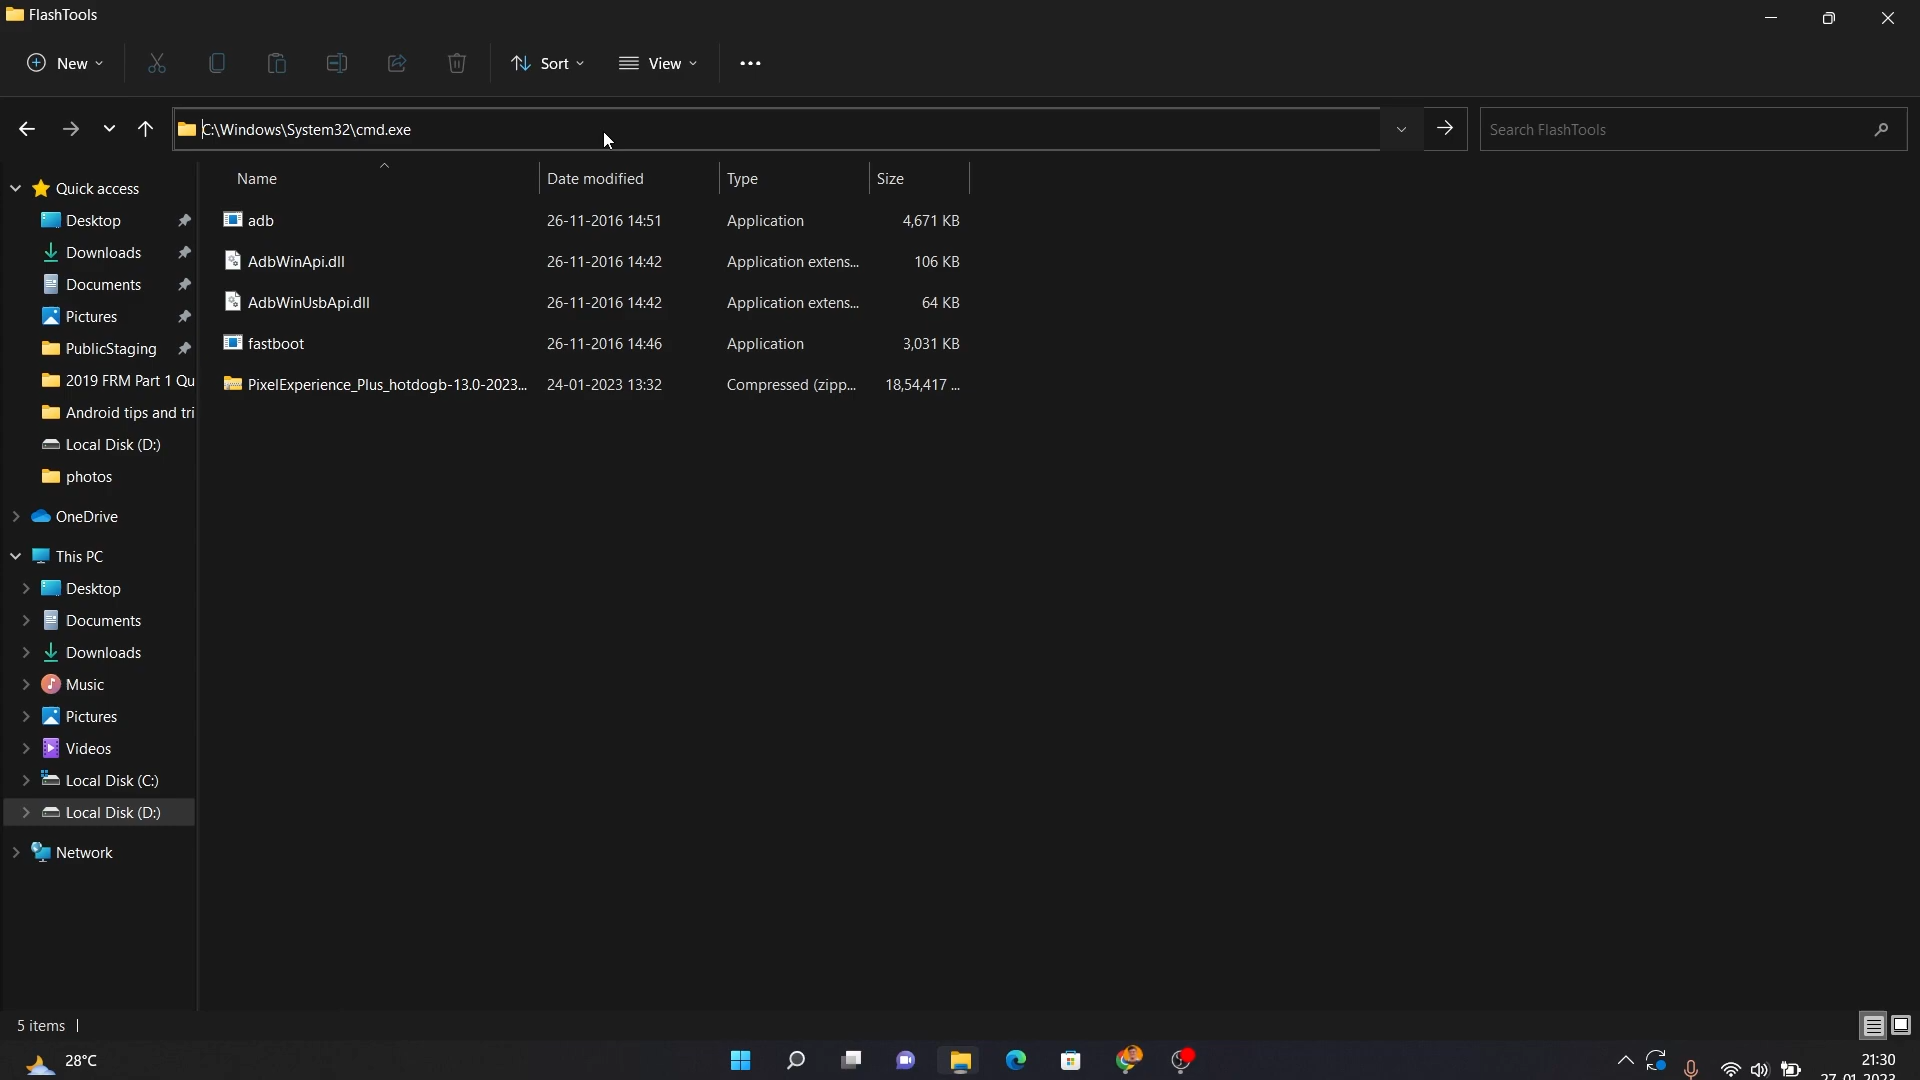 FlashTools
New Sort View
C:\Windows\System32\cmd.exe Search FlashTools
Name Date modified Type Size
adb 26-11-2016 14:51 Application 4,671 KB
AdbWinApi.dll 26-11-2016 14:42 Application extens... 106 KB
AdbWinUsbApi.dll 26-11-2016 14:42 Application extens... 64 KB
fastboot 26-11-2016 14:46 Application 3,031 KB
PixelExperience_Plus_hotdogb-13.0-2023... 24-01-2023 13:32 Compressed (zipp... 18,54,417 ...
Quick access
Desktop
Downloads
Documents
Pictures
PublicStaging
2019 FRM Part 1 Qu
Android tips and tri
Local Disk (D:)
photos
OneDrive
This PC
Desktop
Documents
Downloads
Music
Pictures
Videos
Local Disk (C:)
Local Disk (D:)
Network
5 items
28°C
21:30
27-01-2023